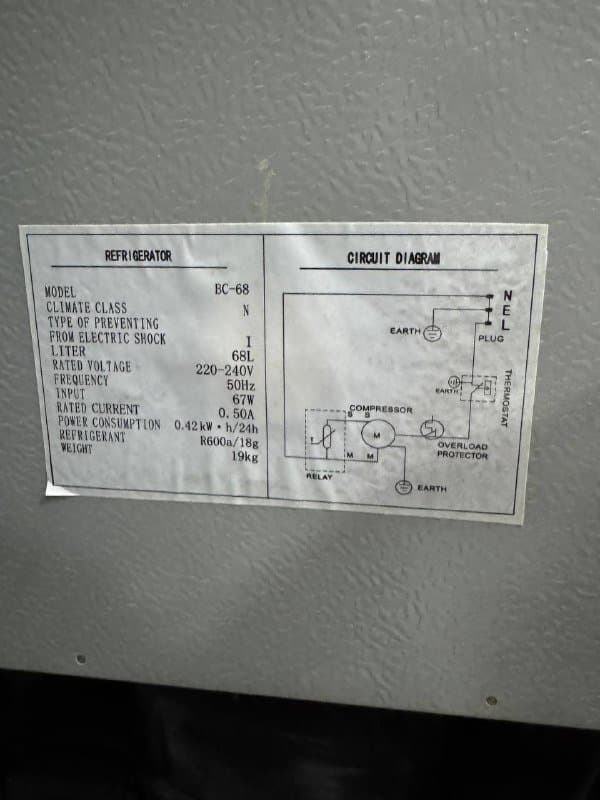 REFRIGERATOR
MODEL BC-68
CLIMATE CLASS N
TYPE OF PREVENTING
FROM ELECTRIC SHOCK I
LITER 68L
RATED VOLTAGE 220-240V
FREQUENCY 50Hz
INPUT 67W
RATED CURRENT 0.50A
POWER CONSUMPTION 0.42kW·h/24h
REFRIGERANT R600a/18g
WEIGHT 19kg
CIRCUIT DIAGRAM
N
E
L
PLUG
EARTH
THERMOSTAT
EARTH
COMPRESSOR
S S
M
OVERLOAD
PROTECTOR
M M
RELAY
EARTH